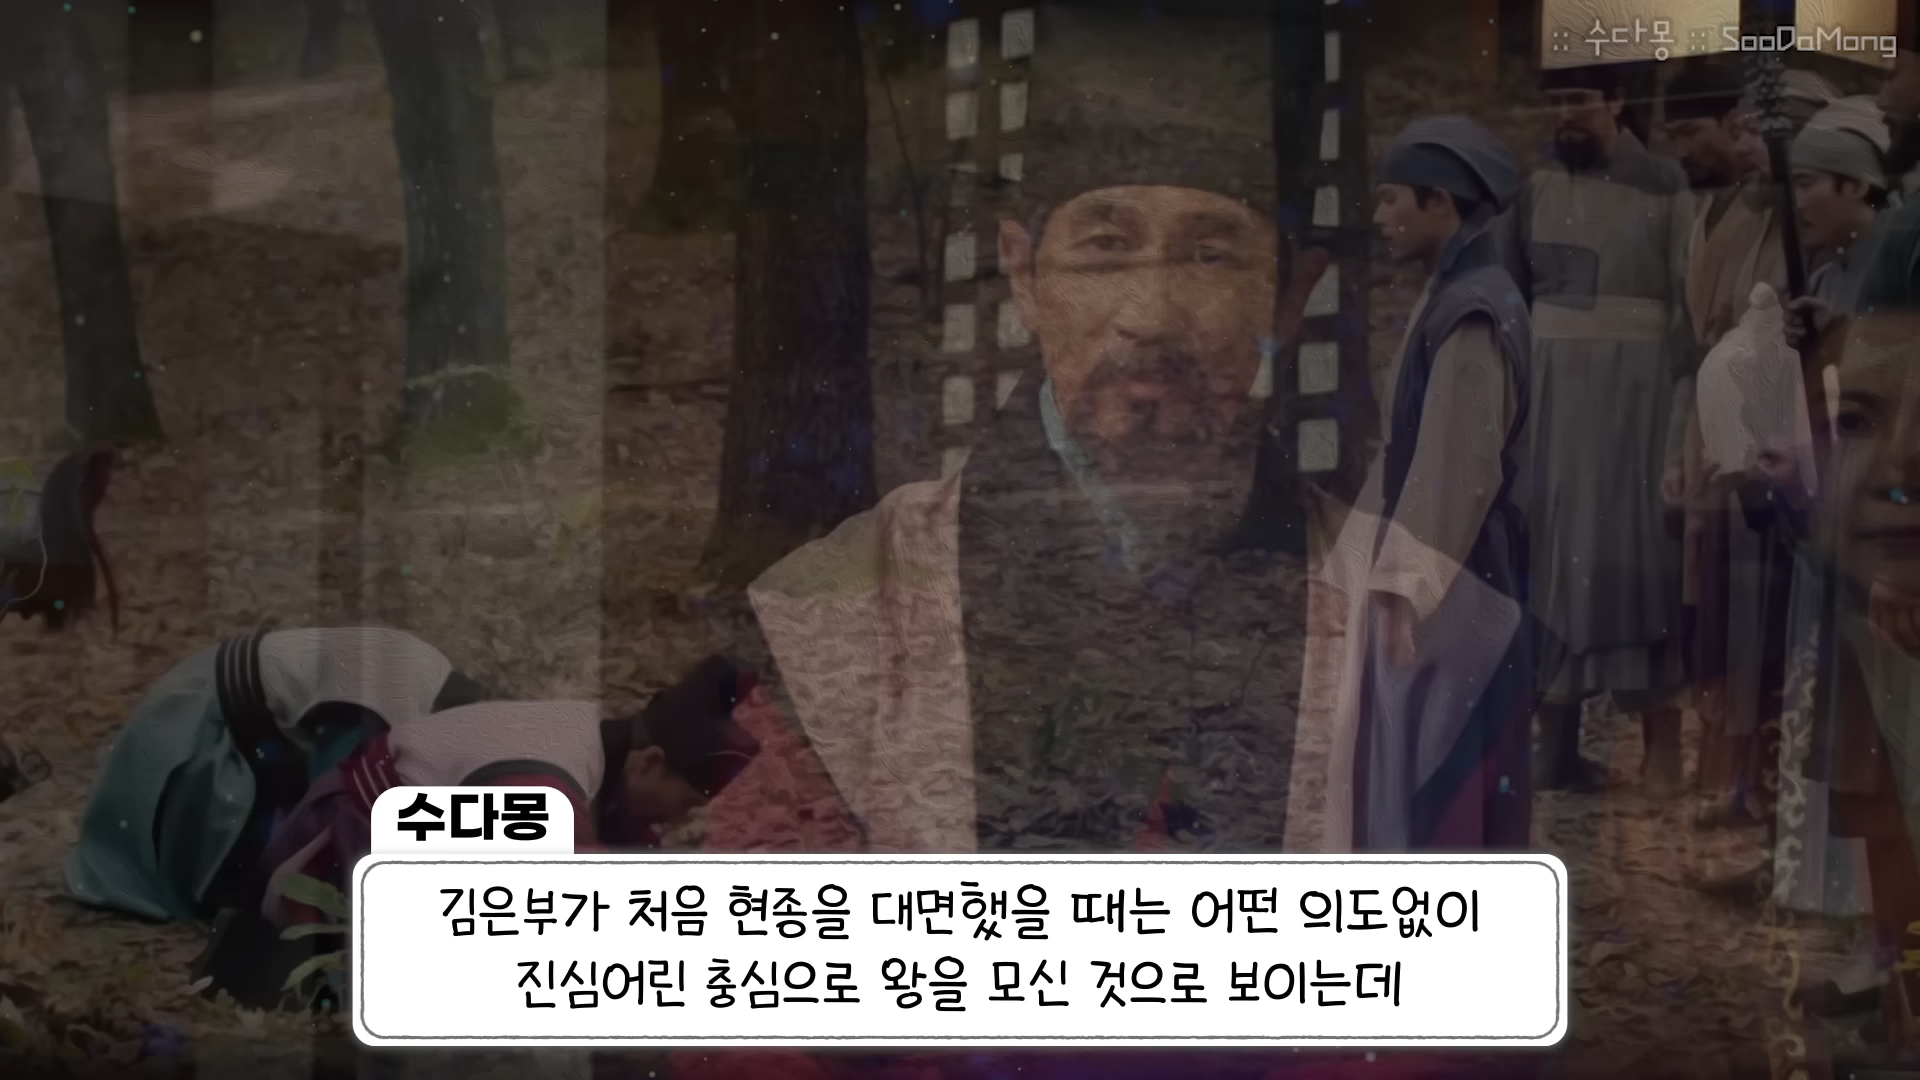 :: 수다몽 :: SooDaMong
수다몽
김은부가 처음 현종을 대면했을 때는 어떤 의도없이
진심어린 충심으로 왕을 모신 것으로 보이는데